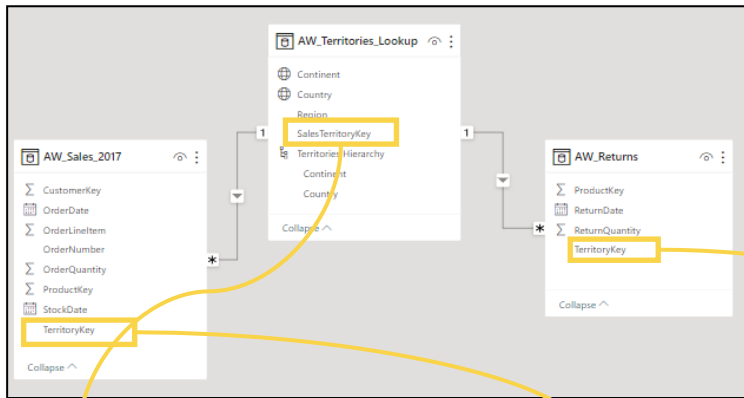 AW_Territories_Lookup
Continent
Country
Region
SalesTerritoryKey
Territories Hierarchy
Continent
Country
Collapse
1
1
*
*
AW_Sales_2017
CustomerKey
OrderDate
OrderLineItem
OrderNumber
OrderQuantity
ProductKey
StockDate
TerritoryKey
Collapse
AW_Returns
ProductKey
ReturnDate
ReturnQuantity
TerritoryKey
Collapse